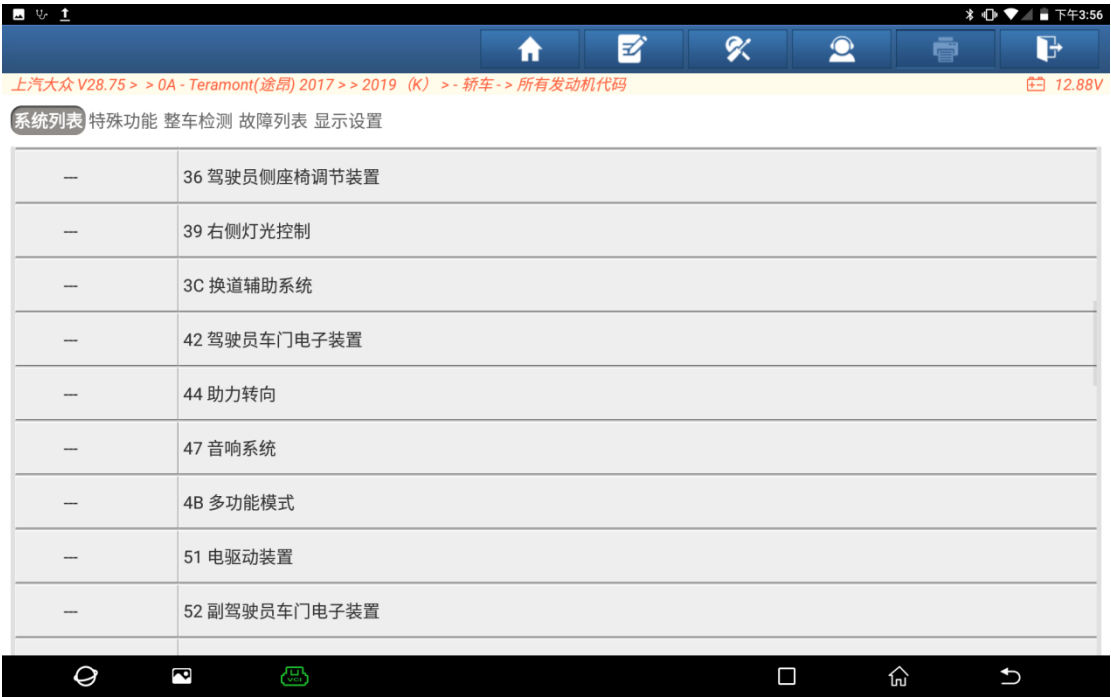 下午3:56
上汽大众 V28.75 > > 0A - Teramont(途昂) 2017 > > 2019（K） > - 轿车 - > 所有发动机代码 12.88V
系统列表 特殊功能 整车检测 故障列表 显示设置
--- 36 驾驶员侧座椅调节装置
--- 39 右侧灯光控制
--- 3C 换道辅助系统
--- 42 驾驶员车门电子装置
--- 44 助力转向
--- 47 音响系统
--- 4B 多功能模式
--- 51 电驱动装置
--- 52 副驾驶员车门电子装置
VCI